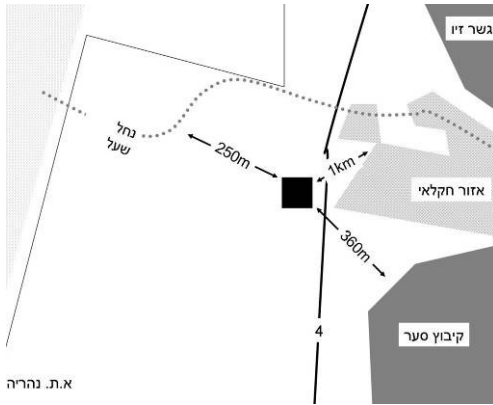 גשר זיו
נחל
שעל
250m
1km
אזור חקלאי
360m
4
קיבוץ סער
א.ת. נהריה